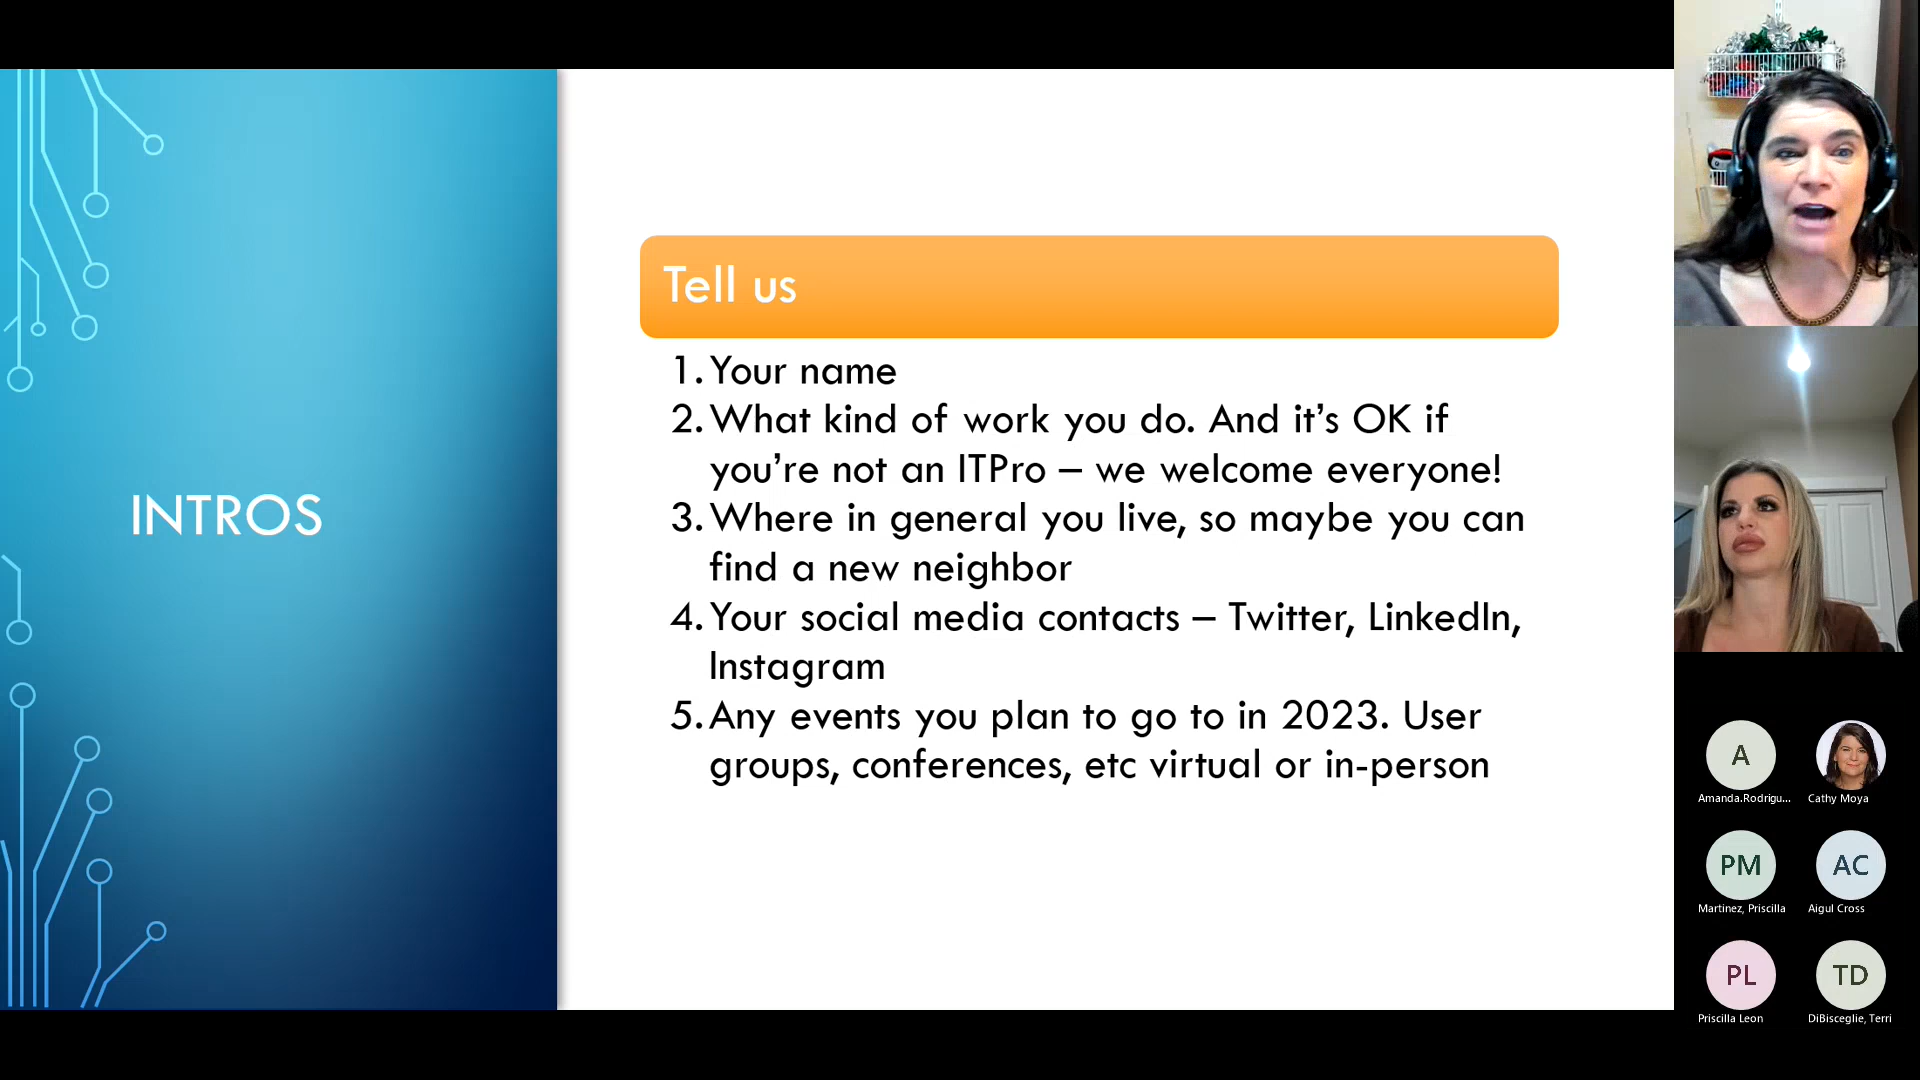 INTROS
Tell us
1. Your name
2. What kind of work you do. And it’s OK if
you’re not an ITPro – we welcome everyone!
3. Where in general you live, so maybe you can
find a new neighbor
4. Your social media contacts – Twitter, LinkedIn,
Instagram
5. Any events you plan to go to in 2023. User
groups, conferences, etc virtual or in-person
A
Amanda.Rodrigu...
Cathy Moya
PM
Martinez, Priscilla
AC
Aigul Cross
PL
Priscilla Leon
TD
DiBisceglie, Terri